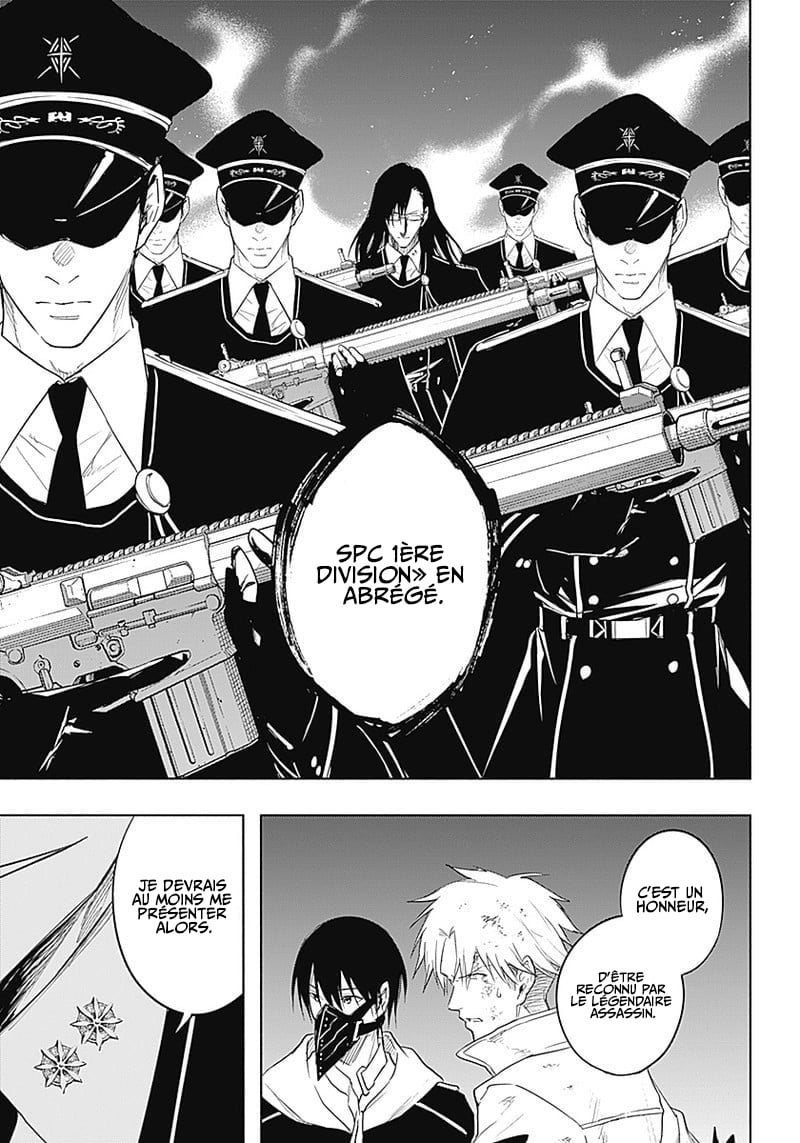 SPC 1ÈRE
DIVISION» EN
ABRÉGÉ.
C'EST UN
HONNEUR,
D'ÊTRE
RECONNU PAR
LE LÉGENDAIRE
ASSASSIN.
JE DEVRAIS
AU MOINS ME
PRÉSENTER
ALORS.